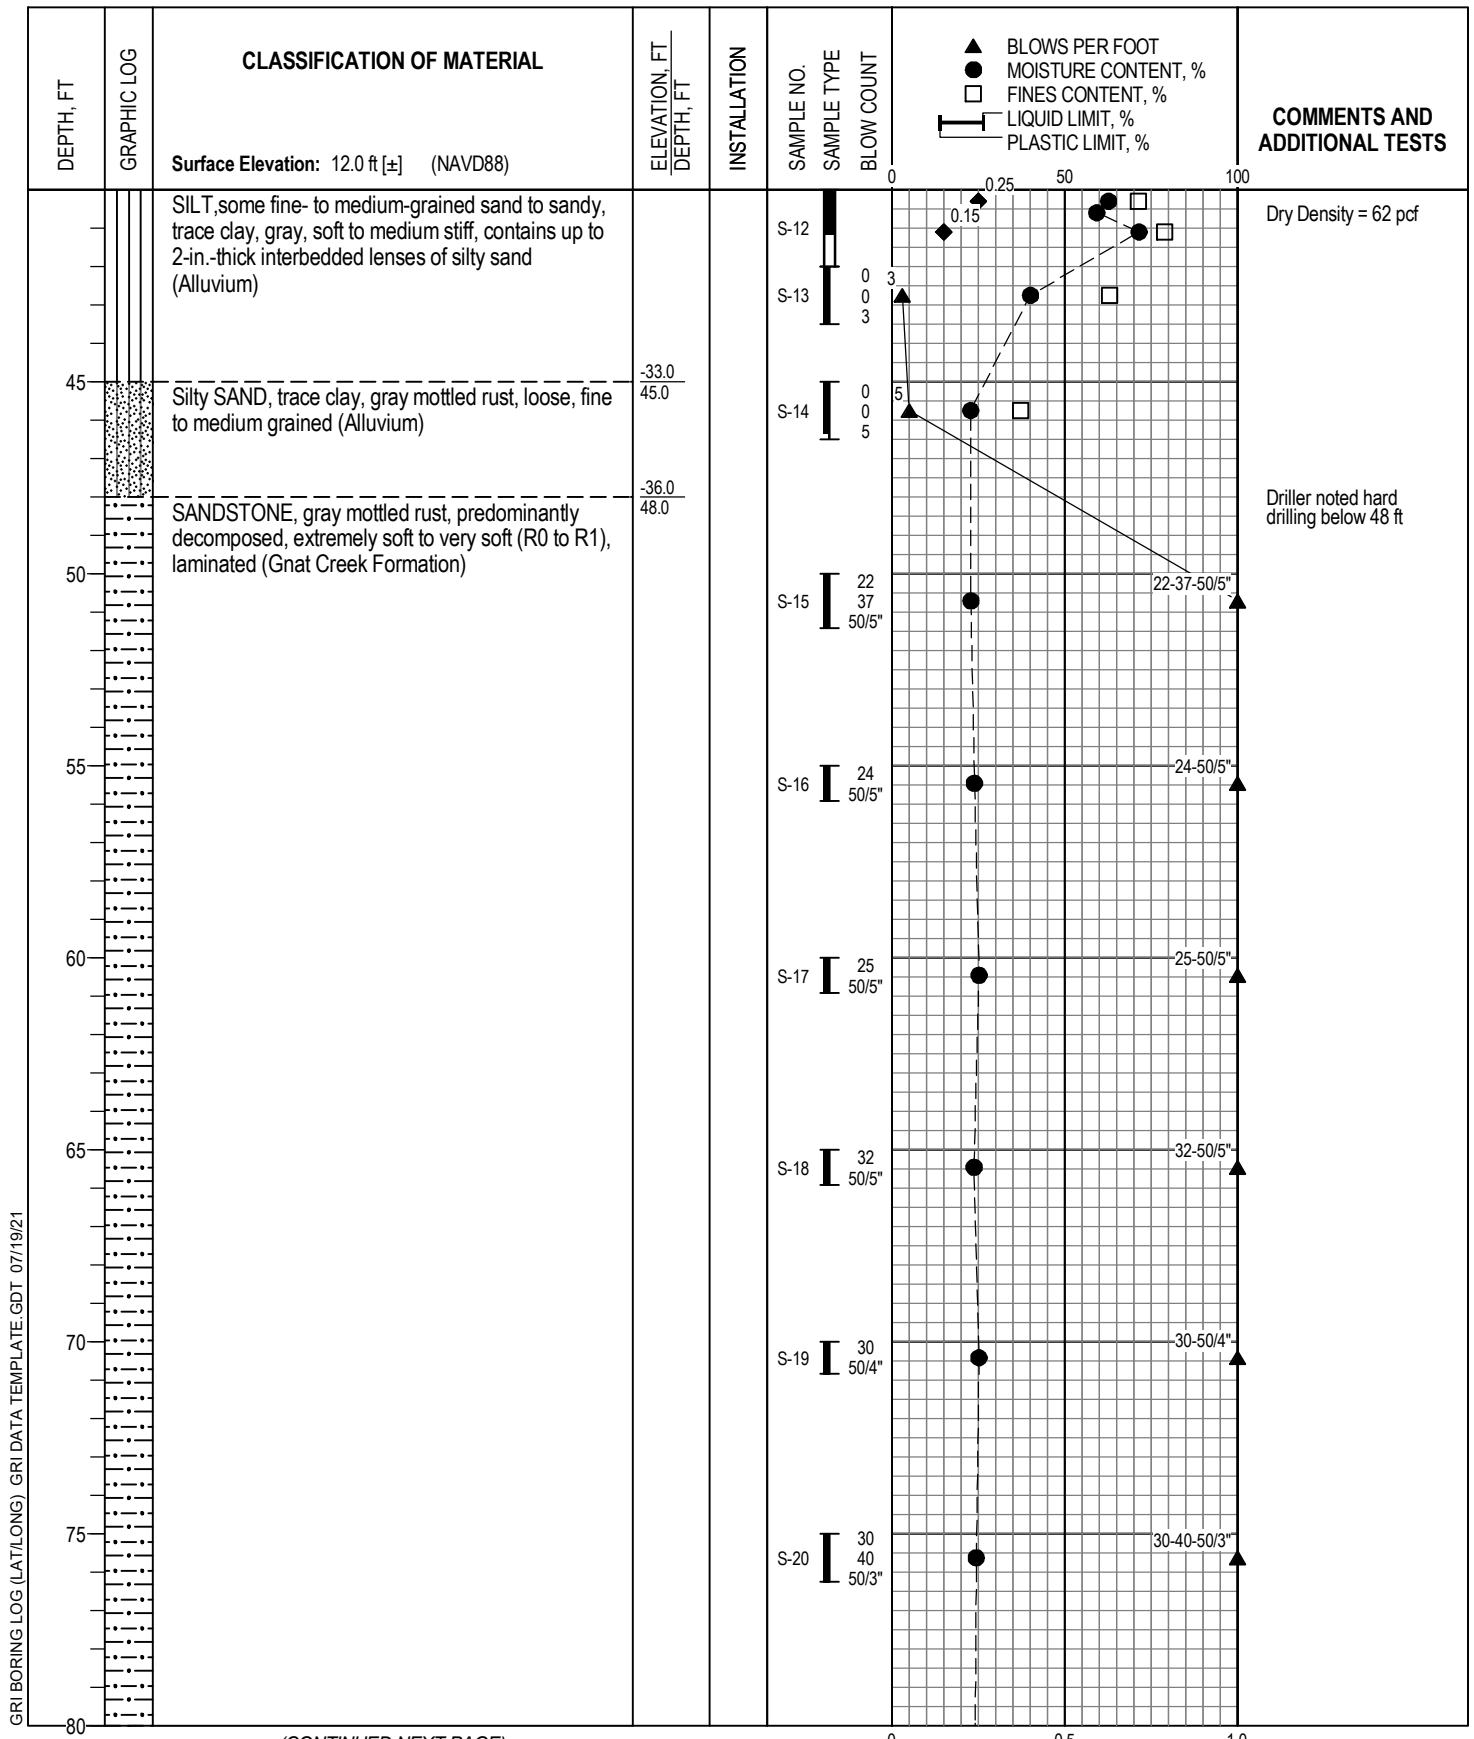 DEPTH, FT
GRAPHIC LOG
CLASSIFICATION OF MATERIAL
Surface Elevation: 12.0 ft [±] (NAVD88)
ELEVATION, FT
DEPTH, FT
INSTALLATION
SAMPLE NO.
SAMPLE TYPE
BLOW COUNT
BLOWS PER FOOT
MOISTURE CONTENT, %
FINES CONTENT, %
LIQUID LIMIT, %
PLASTIC LIMIT, %
COMMENTS AND
ADDITIONAL TESTS
0 50 100
SILT,some fine- to medium-grained sand to sandy,
trace clay, gray, soft to medium stiff, contains up to
2-in.-thick interbedded lenses of silty sand
(Alluvium)
S-12
0.25
0.15
Dry Density = 62 pcf
S-13
0
0
3
3
45
-33.0
45.0
Silty SAND, trace clay, gray mottled rust, loose, fine
to medium grained (Alluvium)
S-14
0
0
5
5
-36.0
48.0
SANDSTONE, gray mottled rust, predominantly
decomposed, extremely soft to very soft (R0 to R1),
laminated (Gnat Creek Formation)
Driller noted hard
drilling below 48 ft
50
S-15
22
37
50/5"
22-37-50/5"
55
S-16
24
50/5"
24-50/5"
60
S-17
25
50/5"
25-50/5"
65
S-18
32
50/5"
32-50/5"
70
S-19
30
50/4"
30-50/4"
75
S-20
30
40
50/3"
30-40-50/3"
80
(CONTINUED NEXT PAGE)
0 0.5 1.0
GRI BORING LOG (LAT/LONG) GRI DATA TEMPLATE.GDT 07/19/21